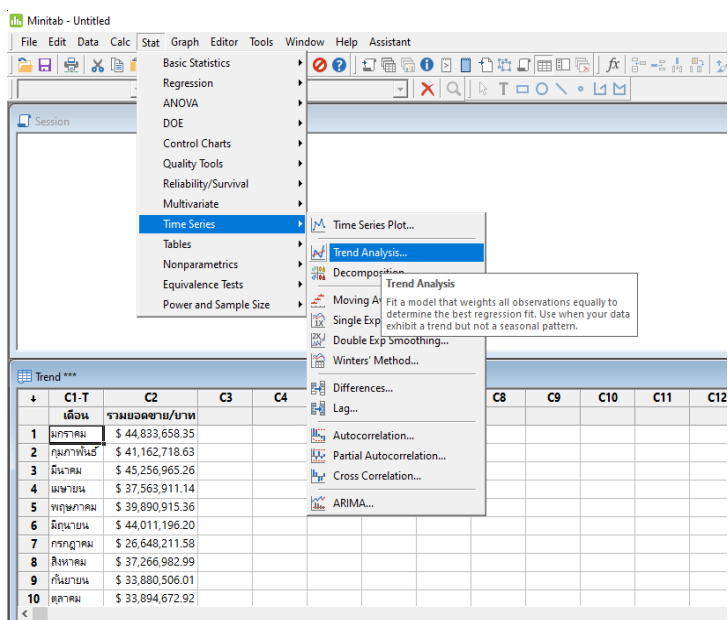 Minitab - Untitled
File Edit Data Calc Stat Graph Editor Tools Window Help Assistant
Session
Basic Statistics
Regression
ANOVA
DOE
Control Charts
Quality Tools
Reliability/Survival
Multivariate
Time Series
Tables
Nonparametrics
Equivalence Tests
Power and Sample Size
Time Series Plot...
Trend Analysis...
Decomposition...
Moving Av
Single Exp
Double Exp Smoothing...
Winters' Method...
Differences...
Lag...
Autocorrelation...
Partial Autocorrelation...
Cross Correlation...
ARIMA...
Trend Analysis
Fit a model that weights all observations equally to
determine the best regression fit. Use when your data
exhibit a trend but not a seasonal pattern.
Trend ***
C1-T C2 C3 C4 C8 C9 C10 C11 C12
เดือน รวมยอดขาย/บาท
1 มกราคม $ 44,833,658.35
2 กุมภาพันธ์ $ 41,162,718.63
3 มีนาคม $ 45,256,965.26
4 เมษายน $ 37,563,911.14
5 พฤษภาคม $ 39,890,915.36
6 มิถุนายน $ 44,011,196.20
7 กรกฎาคม $ 26,648,211.58
8 สิงหาคม $ 37,266,982.99
9 กันยายน $ 33,880,506.01
10 ตุลาคม $ 33,894,672.92